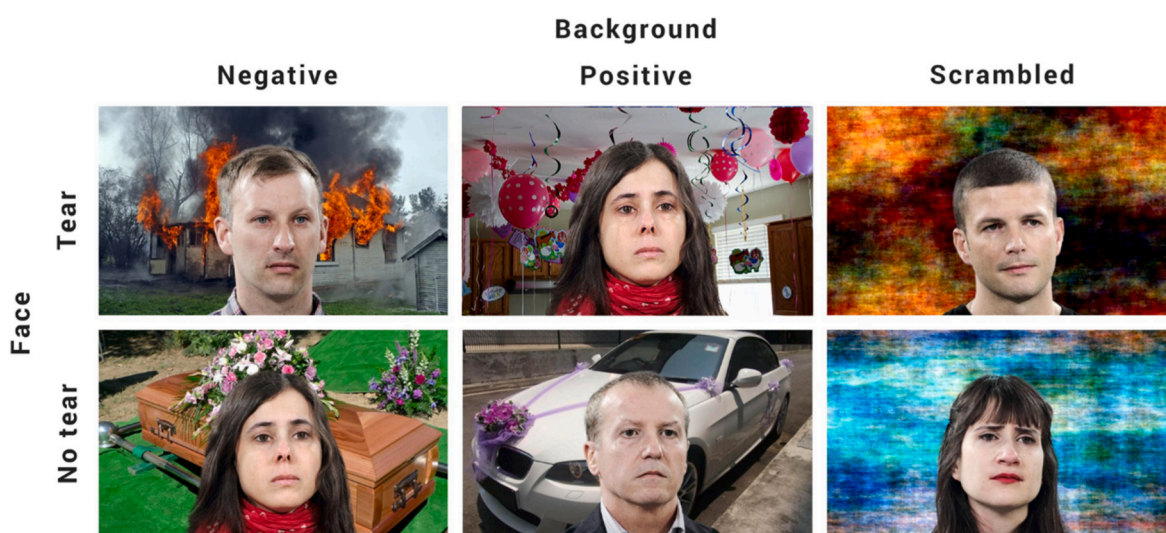 Background
Negative
Positive
Scrambled
Face
Tear
No tear